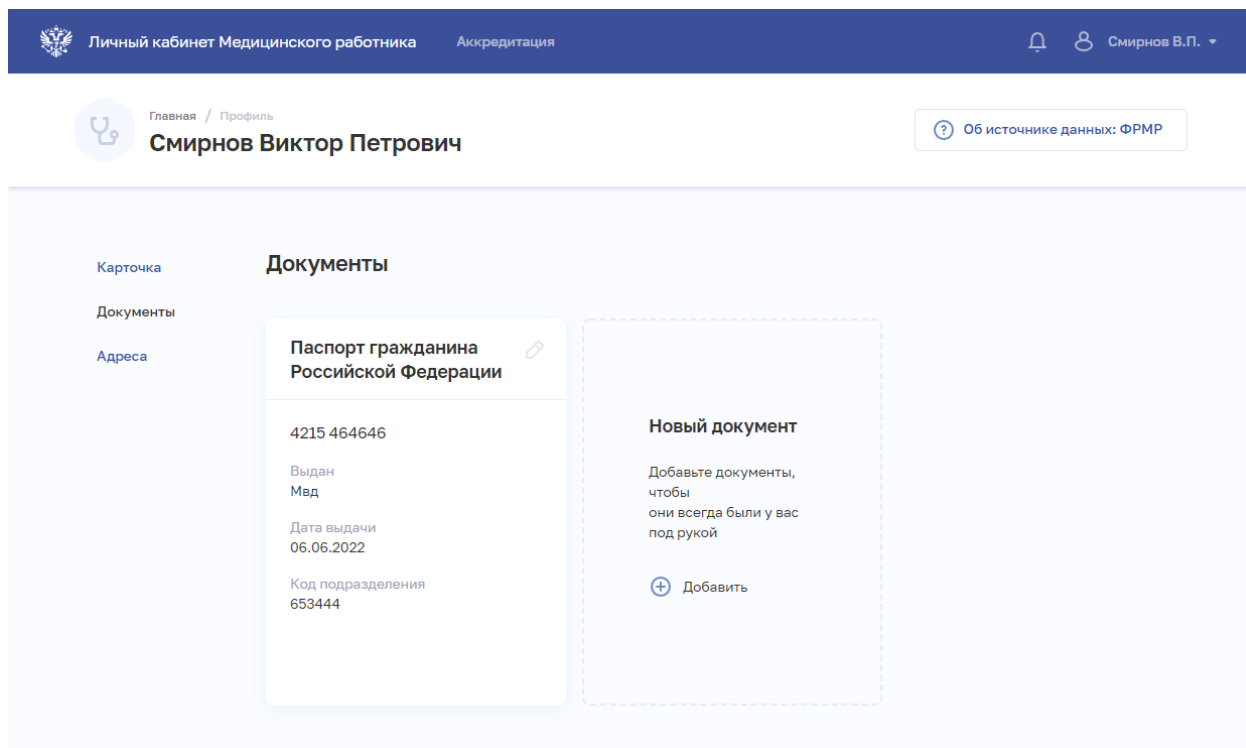 Личный кабинет Медицинского работника
Аккредитация
Смирнов В.П.
Главная / Профиль
Смирнов Виктор Петрович
Об источнике данных: ФРМР
Карточка
Документы
Адреса
Документы
Паспорт гражданина
Российской Федерации
4215 464646
Выдан
Мвд
Дата выдачи
06.06.2022
Код подразделения
653444
Новый документ
Добавьте документы,
чтобы
они всегда были у вас
под рукой
Добавить